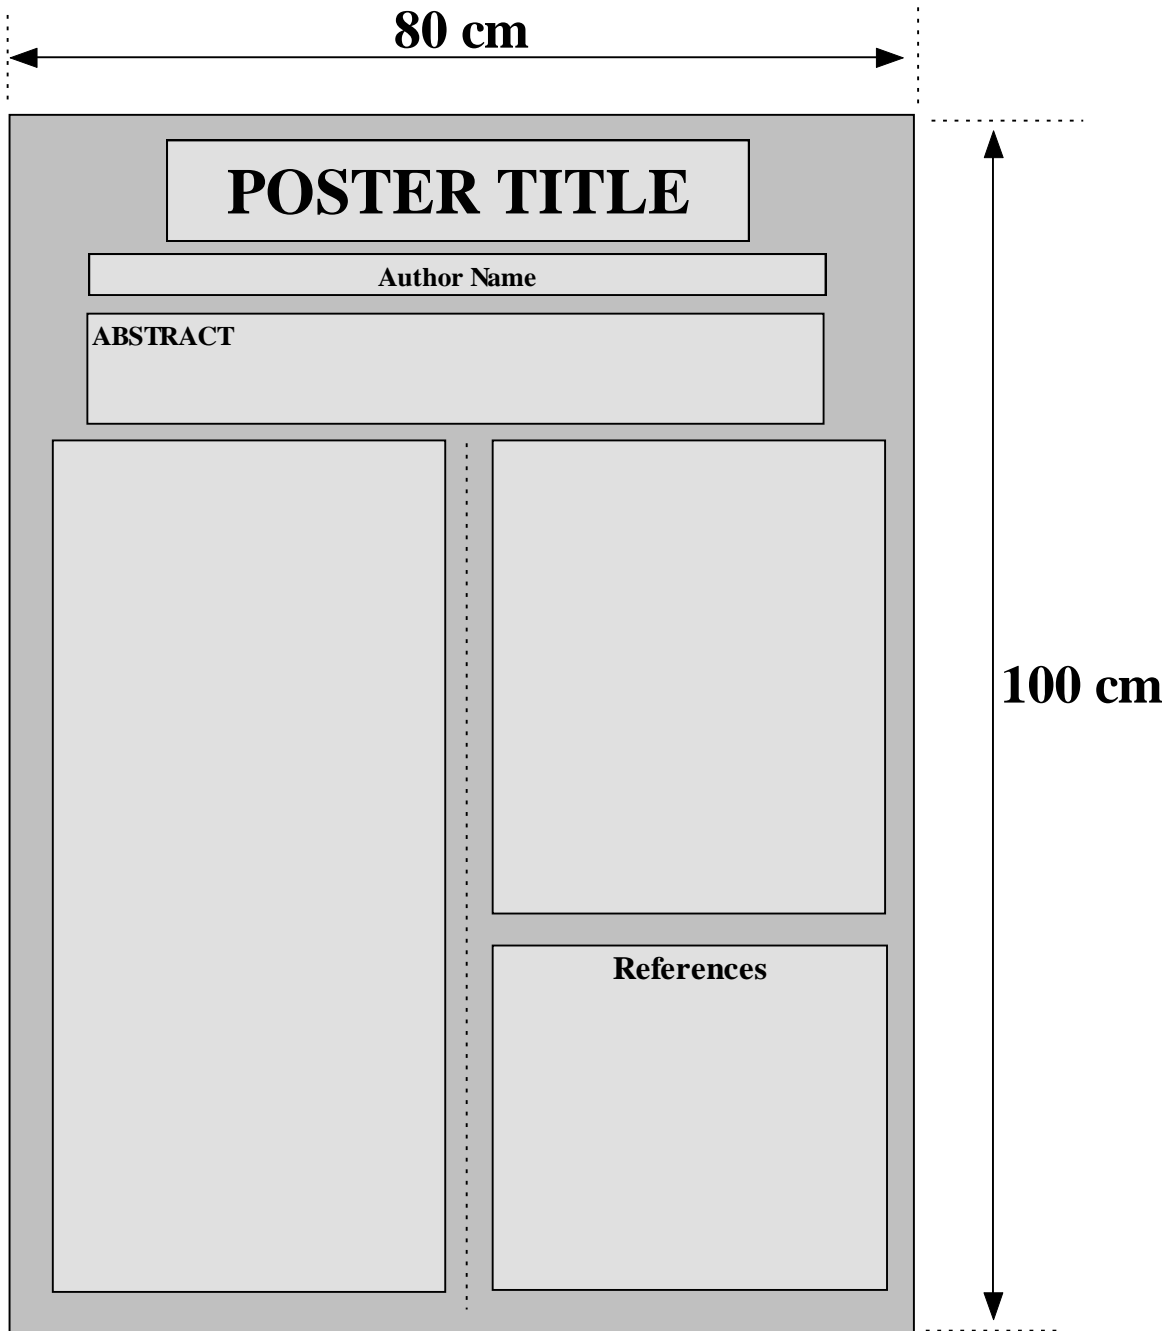 80 cm
POSTER TITLE
Author Name
ABSTRACT
100 cm
References